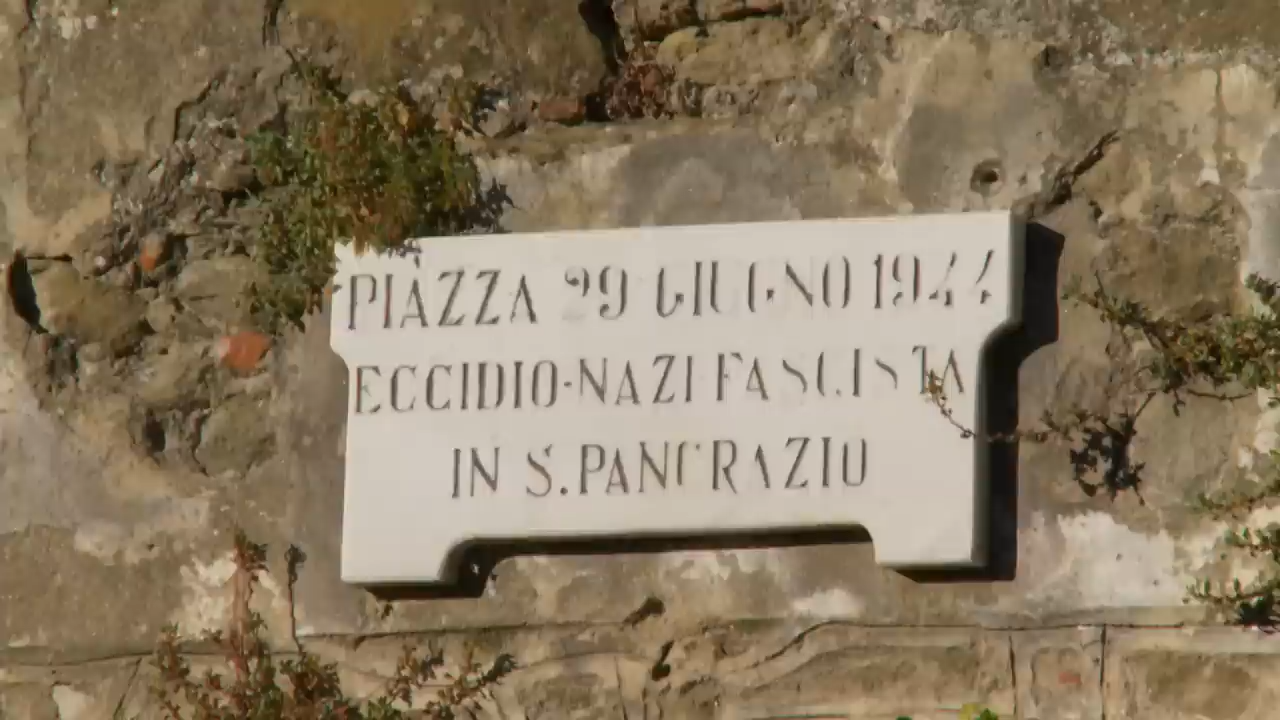 PIAZZA 29 GIUGNO 1944
ECCIDIO-NAZI FASCISTA
IN S.PANCRAZIO